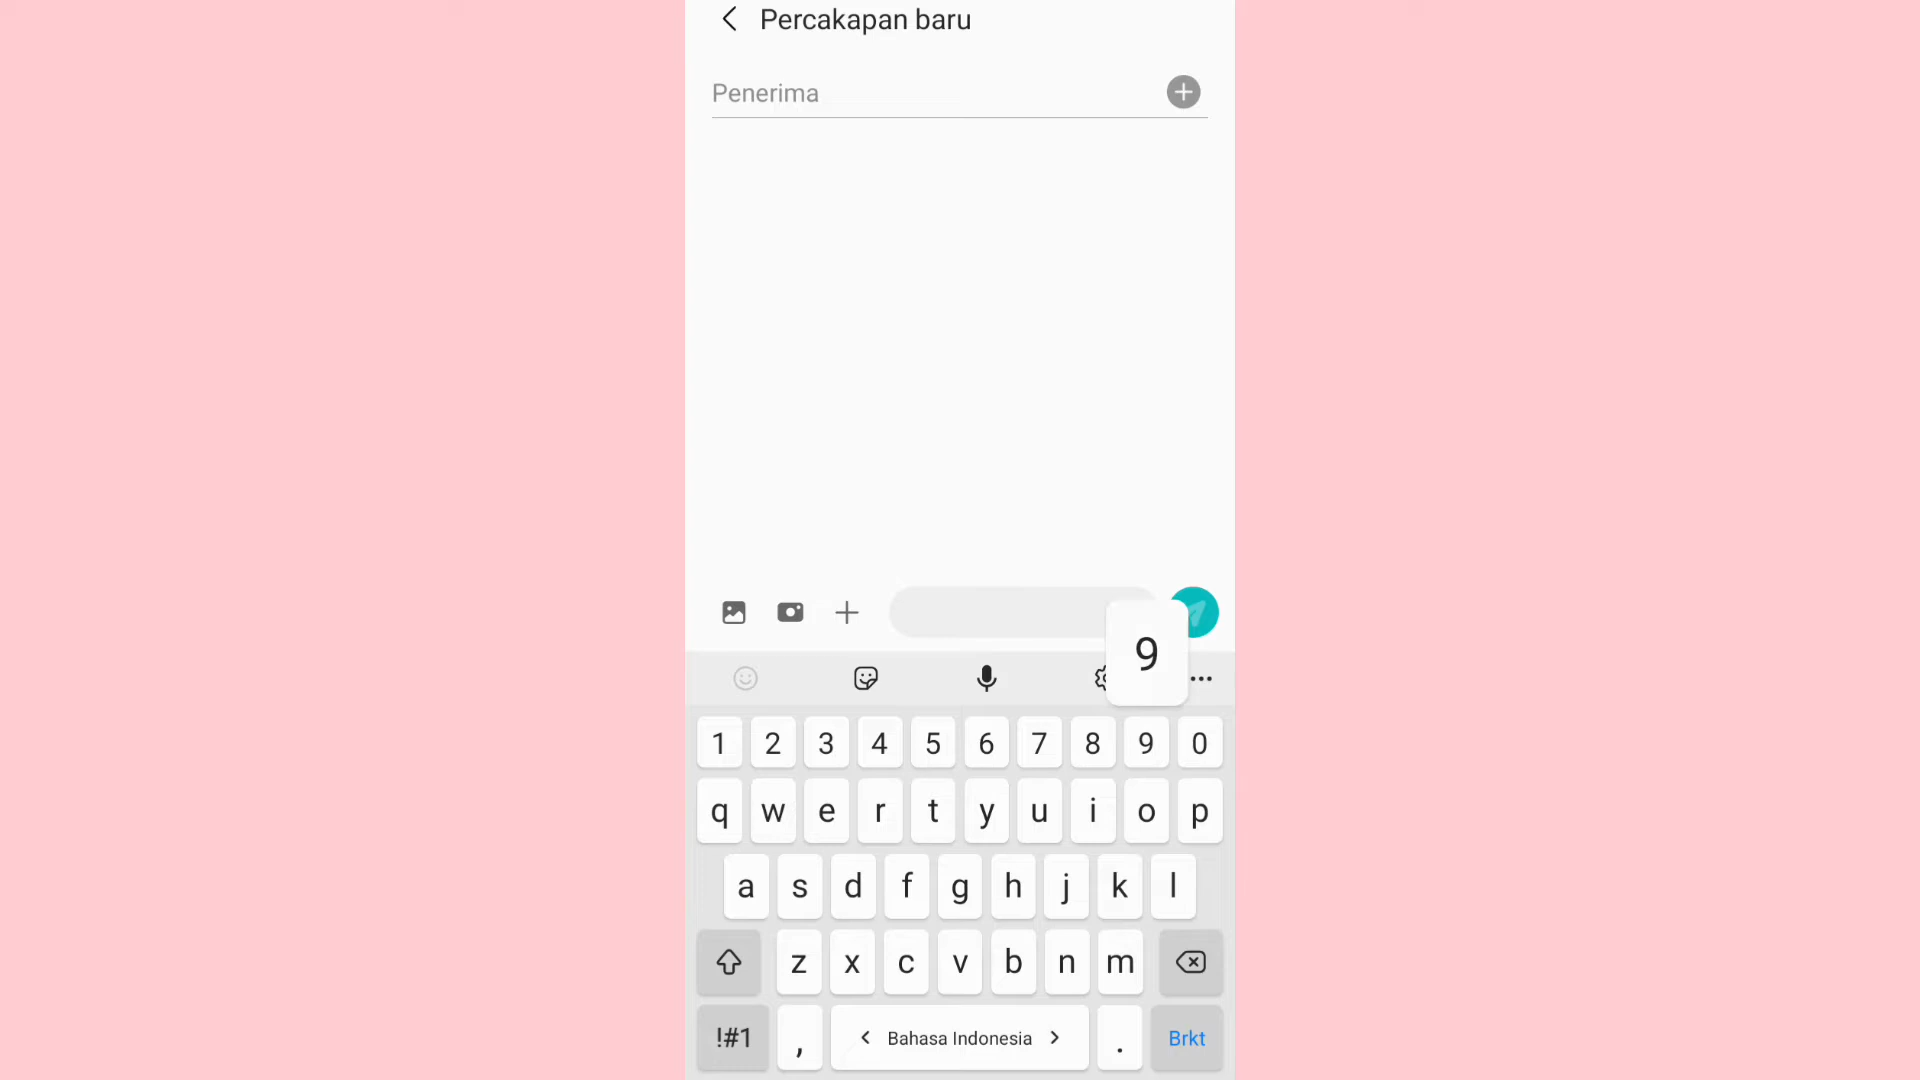 Percakapan baru
Penerima
9
1 2 3 4 5 6 7 8 9 0
q w e r t y u i o p
a s d f g h j k l
z x c v b n m
!#1 , < Bahasa Indonesia > . Brkt